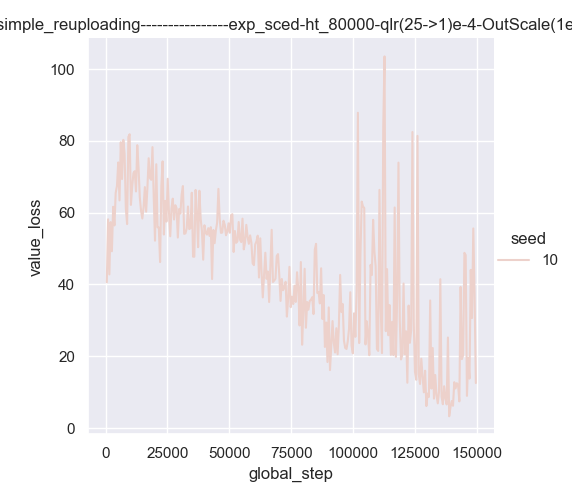 simple_reuploading----------------exp_sced-ht_80000-qlr(25->1)e-4-OutScale(1e
100
80
60
40
20
0
value_loss
seed
10
0 25000 50000 75000 100000 125000 150000
global_step